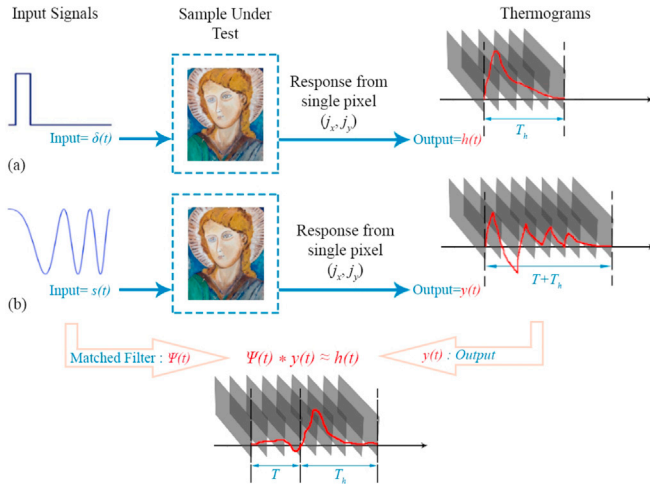 Input Signals
Sample Under
Test
Thermograms
Response from
single pixel
(jx, jy)
Input= δ(t)
Output=h(t)
Th
(a)
Response from
single pixel
(jx, jy)
Input= s(t)
Output=y(t)
T+Th
(b)
Matched Filter : Ψ(t)
Ψ(t) * y(t) ≈ h(t)
y(t) : Output
T
Th